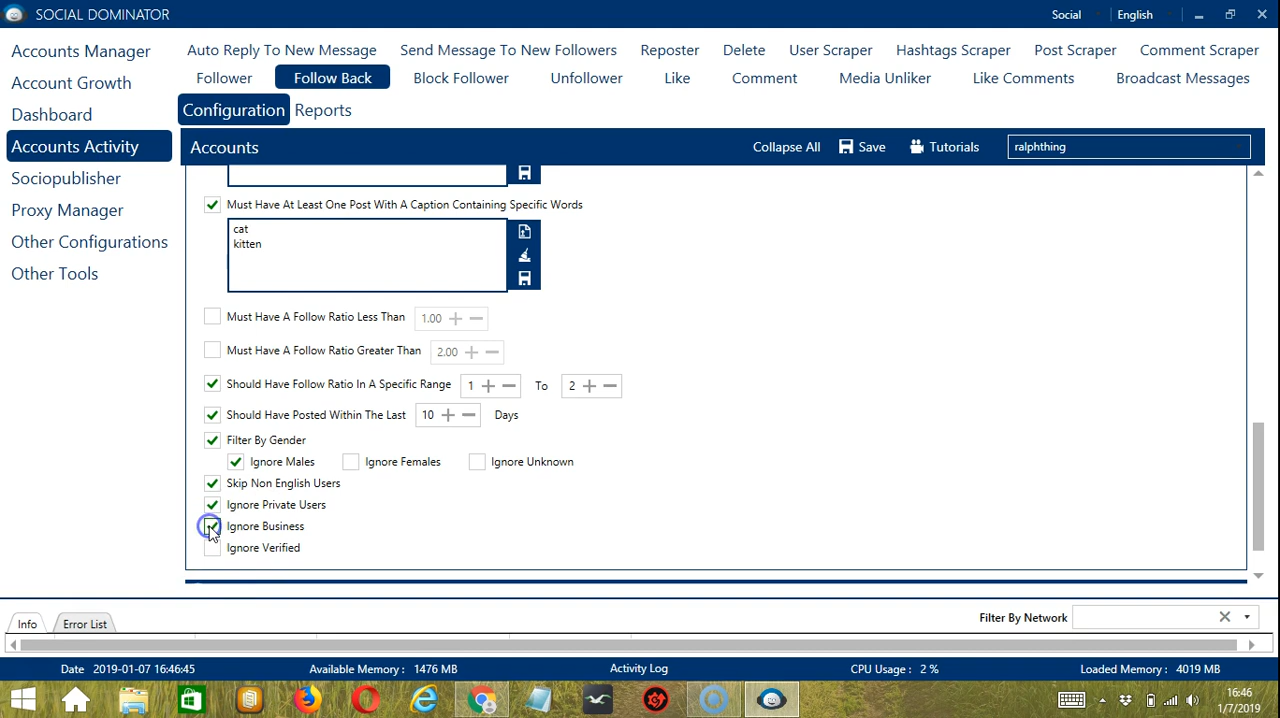 SOCIAL DOMINATOR
Social
English
Accounts Manager
Account Growth
Dashboard
Accounts Activity
Sociopublisher
Proxy Manager
Other Configurations
Other Tools
Auto Reply To New Message
Send Message To New Followers
Reposter
Delete
User Scraper
Hashtags Scraper
Post Scraper
Comment Scraper
Follower
Follow Back
Block Follower
Unfollower
Like
Comment
Media Unliker
Like Comments
Broadcast Messages
Configuration
Reports
Accounts
Collapse All
Save
Tutorials
ralphthing
Must Have At Least One Post With A Caption Containing Specific Words
cat
kitten
Must Have A Follow Ratio Less Than 1.00
Must Have A Follow Ratio Greater Than 2.00
Should Have Follow Ratio In A Specific Range 1 To 2
Should Have Posted Within The Last 10 Days
Filter By Gender
Ignore Males Ignore Females Ignore Unknown
Skip Non English Users
Ignore Private Users
Ignore Business
Ignore Verified
Info
Error List
Filter By Network
Date 2019-01-07 16:46:45
Available Memory : 1476 MB
Activity Log
CPU Usage : 2 %
Loaded Memory : 4019 MB
16:46
1/7/2019